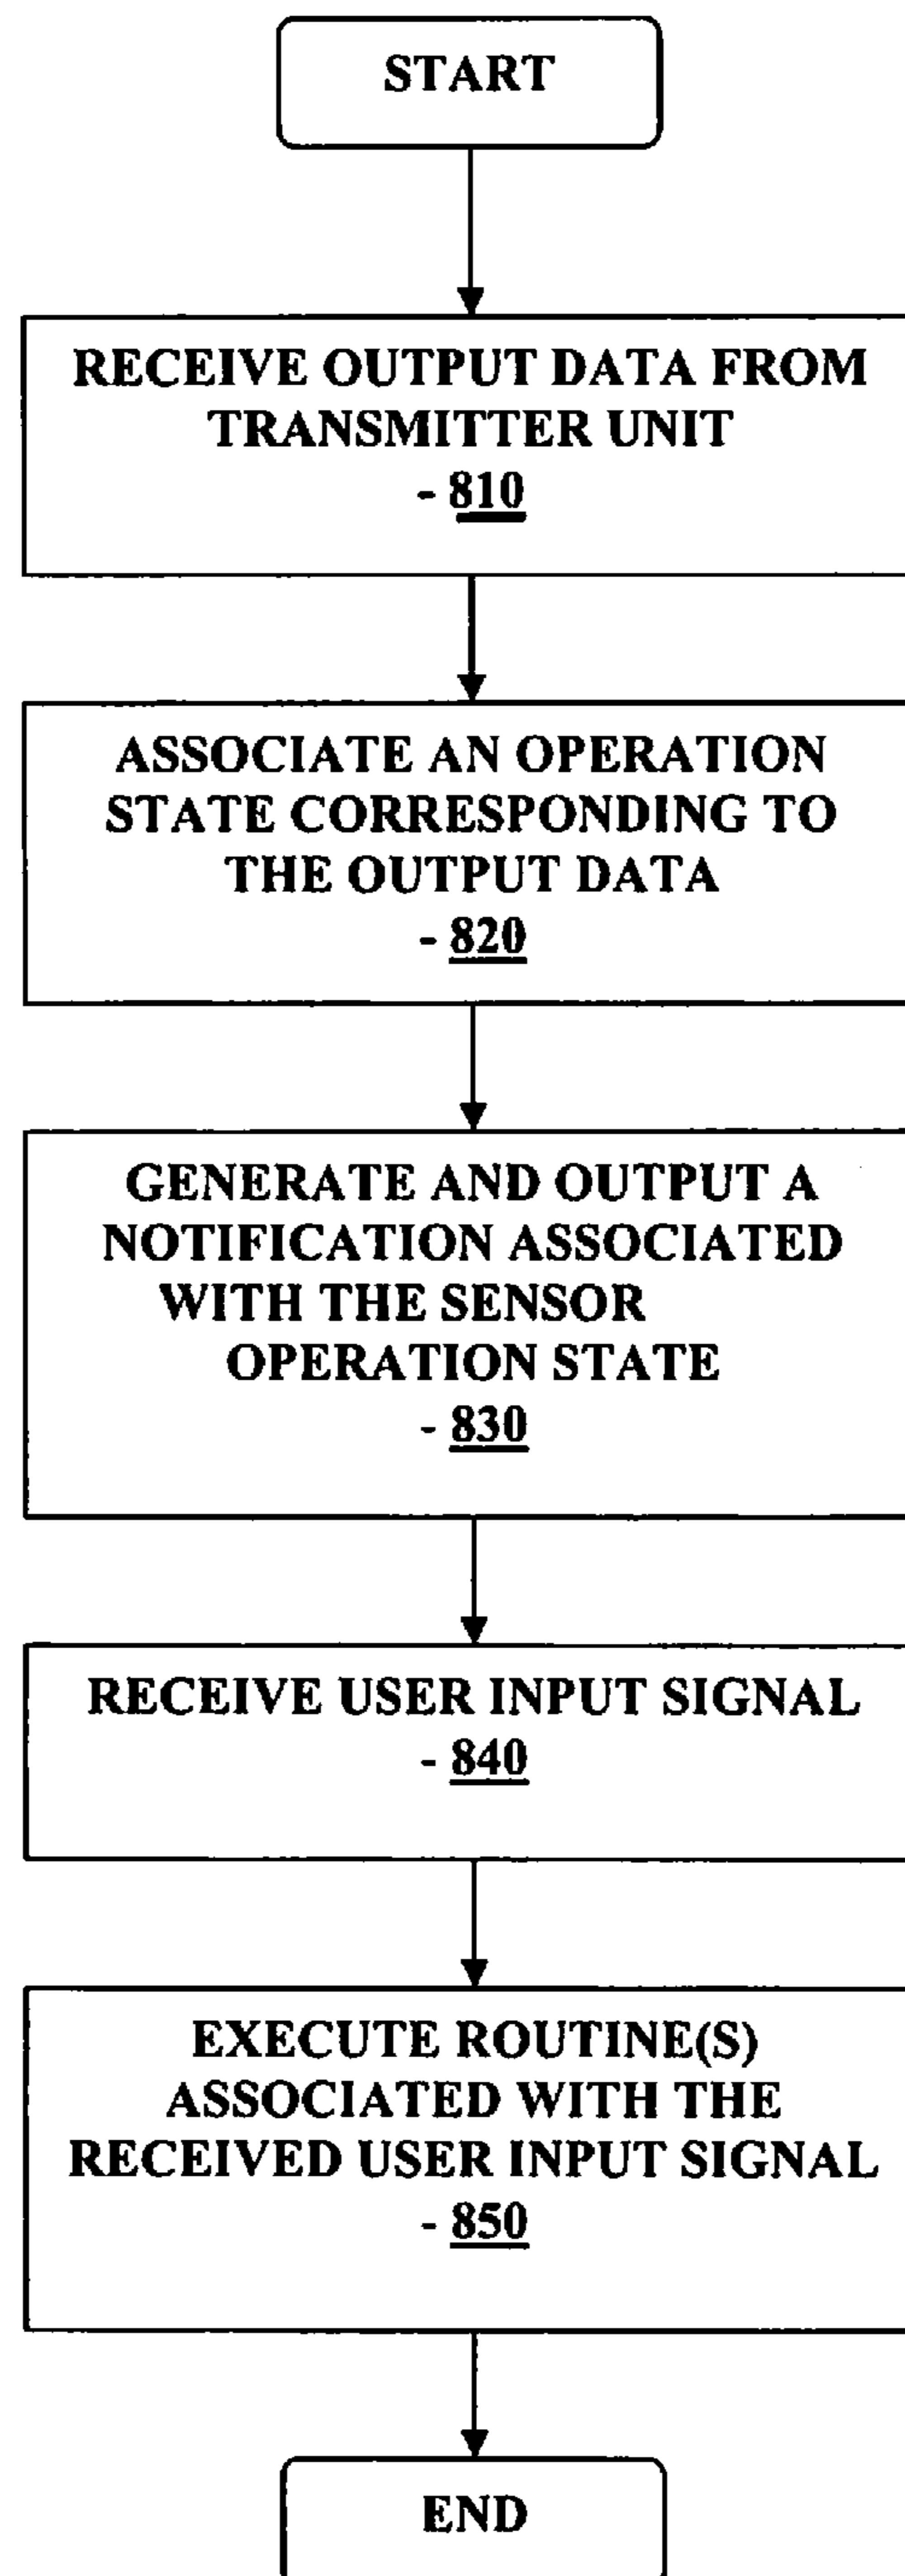 START
RECEIVE OUTPUT DATA FROM
TRANSMITTER UNIT
- 810
ASSOCIATE AN OPERATION
STATE CORRESPONDING TO
THE OUTPUT DATA
- 820
GENERATE AND OUTPUT A
NOTIFICATION ASSOCIATED
WITH THE SENSOR
OPERATION STATE
- 830
RECEIVE USER INPUT SIGNAL
- 840
EXECUTE ROUTINE(S)
ASSOCIATED WITH THE
RECEIVED USER INPUT SIGNAL
- 850
END